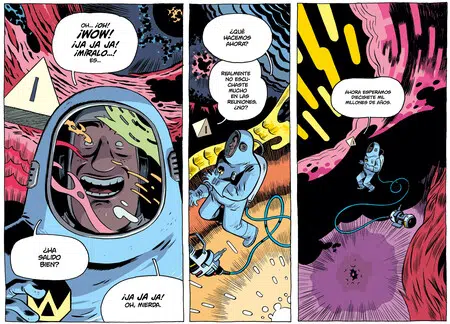 OH... ¡OH!
¡WOW!
¡JA JA JA!
¡MÍRALO...!
ES...
¿HA
SALIDO
BIEN?
¡JA JA JA!
OH, MIERDA.
¿QUÉ
HACEMOS
AHORA?
REALMENTE
NO ESCU-
CHASTE
MUCHO
EN LAS
REUNIONES,
¿NO?
AHORA ESPERAMOS
DIECISIETE MIL
MILLONES DE AÑOS.